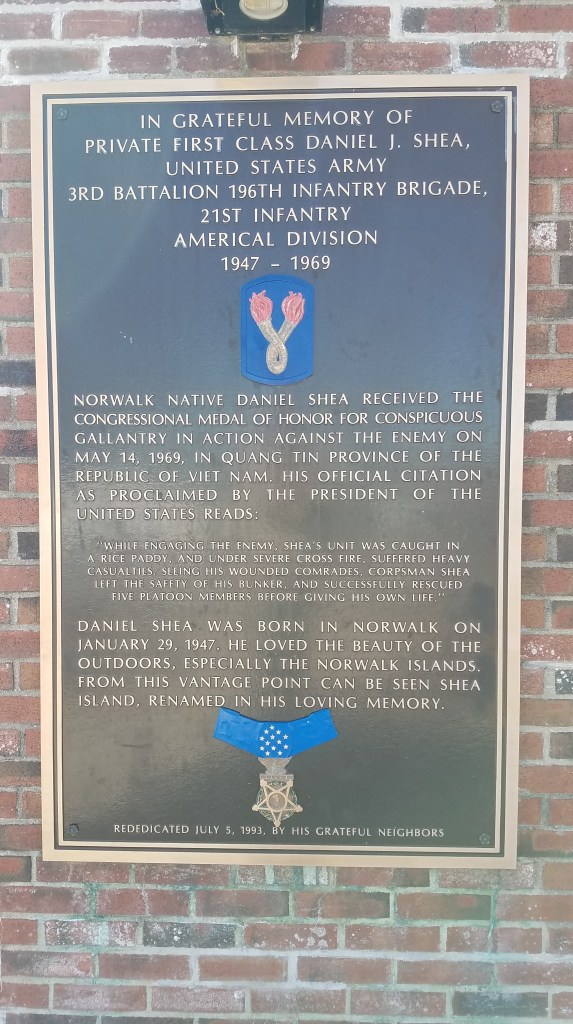 IN GRATEFUL MEMORY OF
PRIVATE FIRST CLASS DANIEL J. SHEA,
UNITED STATES ARMY
3RD BATTALION 196TH INFANTRY BRIGADE,
21ST INFANTRY
AMERICAL DIVISION
1947 – 1969
NORWALK NATIVE DANIEL SHEA RECEIVED THE
CONGRESSIONAL MEDAL OF HONOR FOR CONSPICUOUS
GALLANTRY IN ACTION AGAINST THE ENEMY ON
MAY 14, 1969, IN QUANG TIN PROVINCE OF THE
REPUBLIC OF VIET NAM. HIS OFFICIAL CITATION
AS PROCLAIMED BY THE PRESIDENT OF THE
UNITED STATES READS:
"WHILE ENGAGING THE ENEMY, SHEA'S UNIT WAS CAUGHT IN
A RICE PADDY, AND UNDER SEVERE CROSS FIRE, SUFFERED HEAVY
CASUALTIES. SEEING HIS WOUNDED COMRADES, CORPSMAN SHEA
LEFT THE SAFETY OF HIS BUNKER, AND SUCCESSFULLY RESCUED
FIVE PLATOON MEMBERS BEFORE GIVING HIS OWN LIFE."
DANIEL SHEA WAS BORN IN NORWALK ON
JANUARY 29, 1947. HE LOVED THE BEAUTY OF THE
OUTDOORS, ESPECIALLY THE NORWALK ISLANDS.
FROM THIS VANTAGE POINT CAN BE SEEN SHEA
ISLAND, RENAMED IN HIS LOVING MEMORY.
REDEDICATED JULY 5, 1993, BY HIS GRATEFUL NEIGHBORS